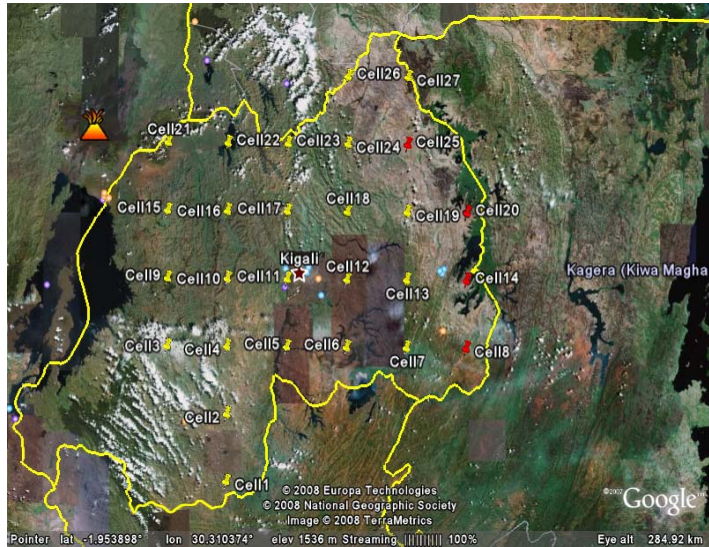 Cell26 Cell27
Cell21 Cell22 Cell23 Cell24 Cell25
Cell15 Cell16 Cell17 Cell18 Cell19 Cell20
Kigali
Cell9 Cell10 Cell11 Cell12 Cell13 Cell14 Kagera (Kiwa Magha
Cell3 Cell4 Cell5 Cell6 Cell7 Cell8
Cell2
Cell1
© 2008 Europa Technologies
© 2008 National Geographic Society
Image © 2008 TerraMetrics
©2007 Google™
Pointer lat -1.953898° lon 30.310374° elev 1536 m Streaming ||||||||| 100% Eye alt 284.92 km